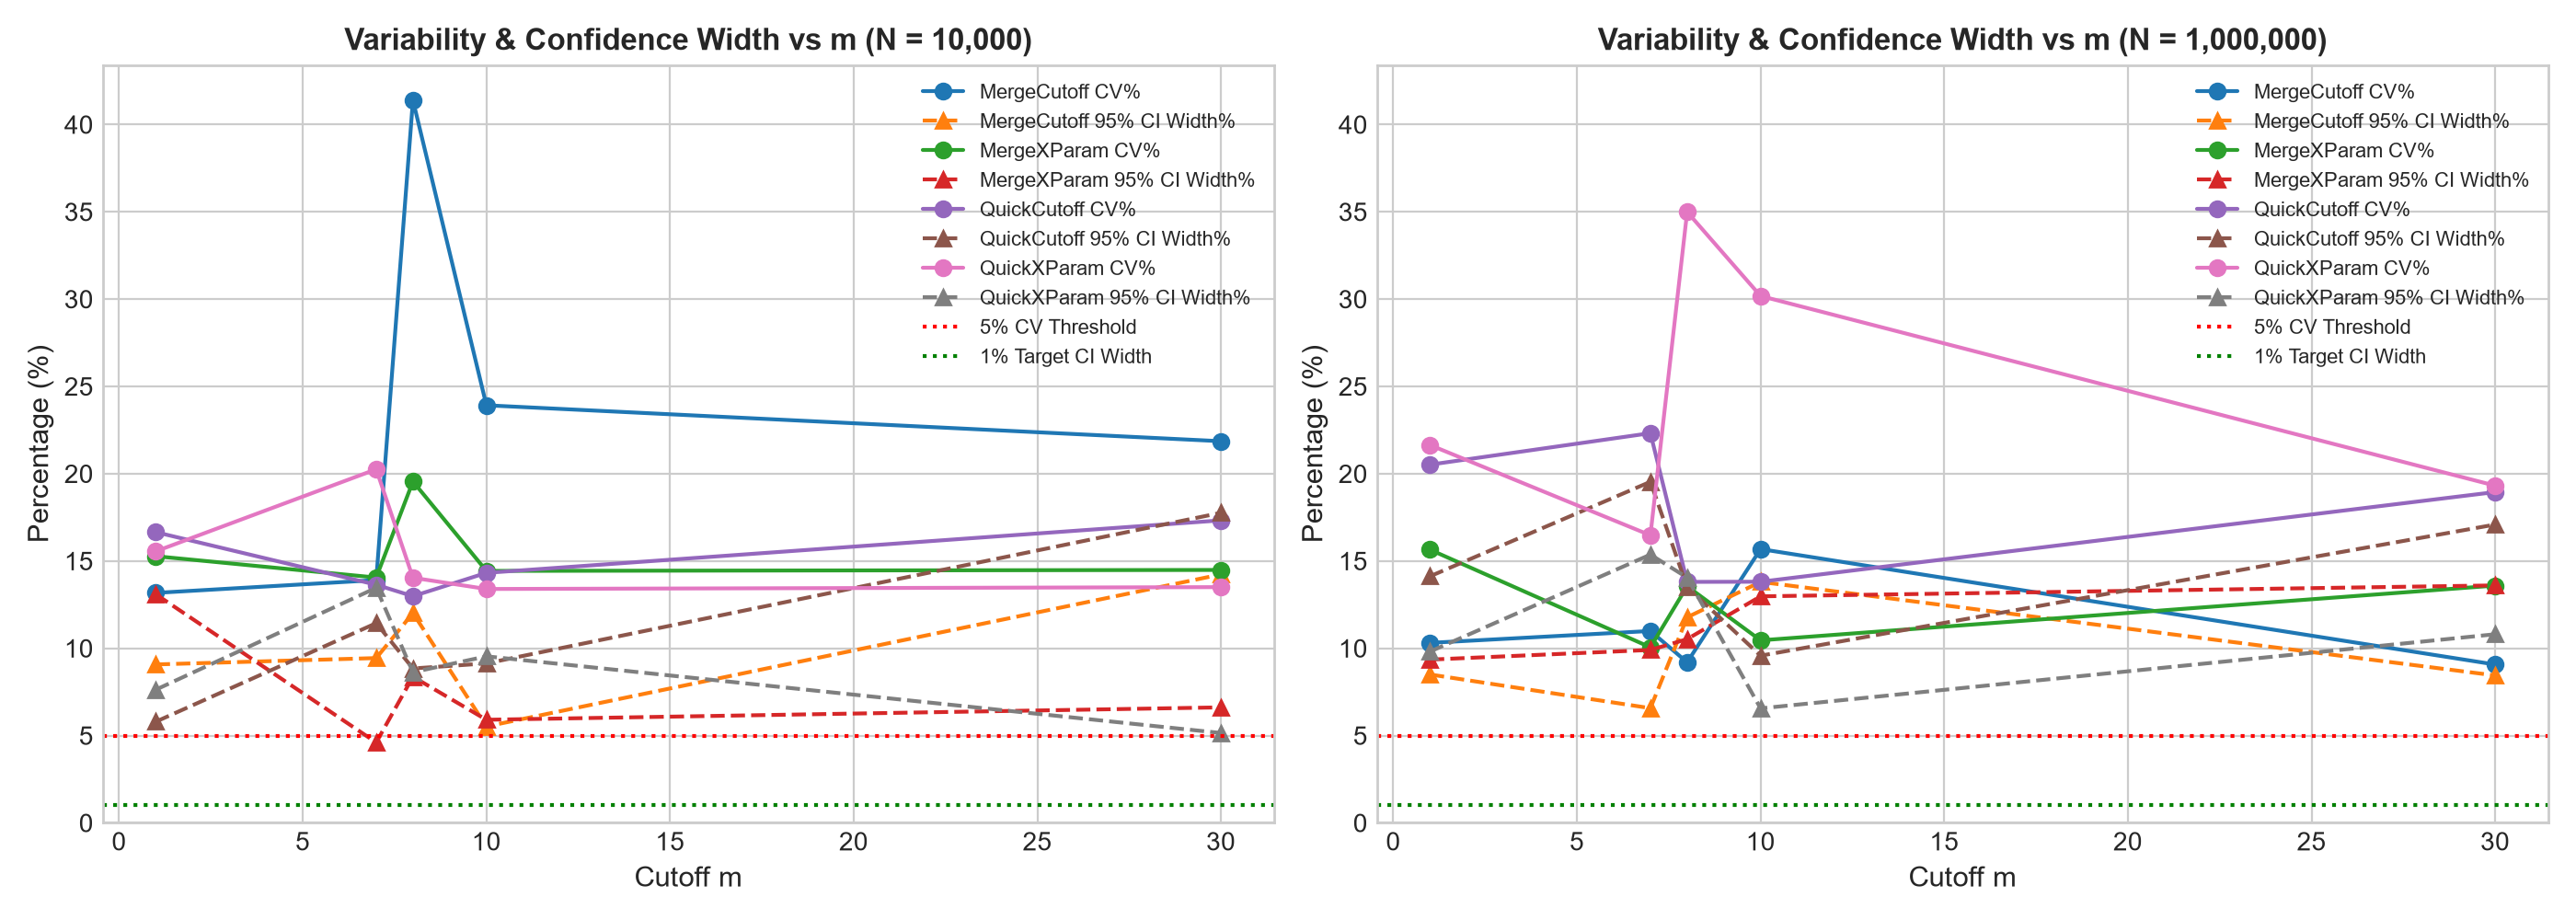 Variability & Confidence Width vs m (N = 10,000)
MergeCutoff CV%
MergeCutoff 95% CI Width%
MergeXParam CV%
MergeXParam 95% CI Width%
QuickCutoff CV%
QuickCutoff 95% CI Width%
QuickXParam CV%
QuickXParam 95% CI Width%
5% CV Threshold
1% Target CI Width
Percentage (%)
40
35
30
25
20
15
10
5
0
0 5 10 15 20 25 30
Cutoff m
Variability & Confidence Width vs m (N = 1,000,000)
MergeCutoff CV%
MergeCutoff 95% CI Width%
MergeXParam CV%
MergeXParam 95% CI Width%
QuickCutoff CV%
QuickCutoff 95% CI Width%
QuickXParam CV%
QuickXParam 95% CI Width%
5% CV Threshold
1% Target CI Width
Percentage (%)
40
35
30
25
20
15
10
5
0
0 5 10 15 20 25 30
Cutoff m